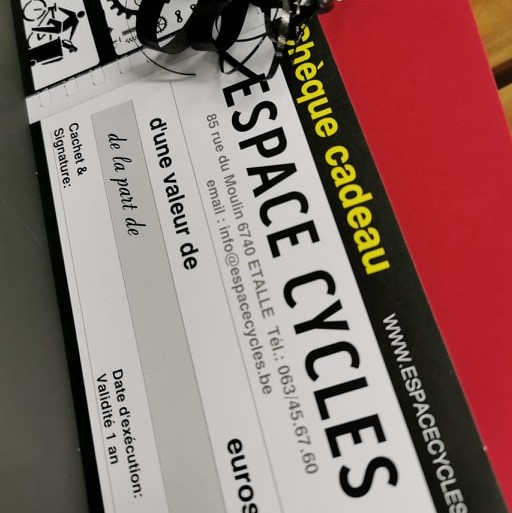 Chèque cadeau
WWW.ESPACECYCLES
ESPACE CYCLES
85 rue du Moulin 6740 ETALLE Tél.: 063/45.67.60
email : info@espacecycles.be
d'une valeur de
euros
de la part de
Cachet &
Signature:
Date d'exécution:
Validité 1 an